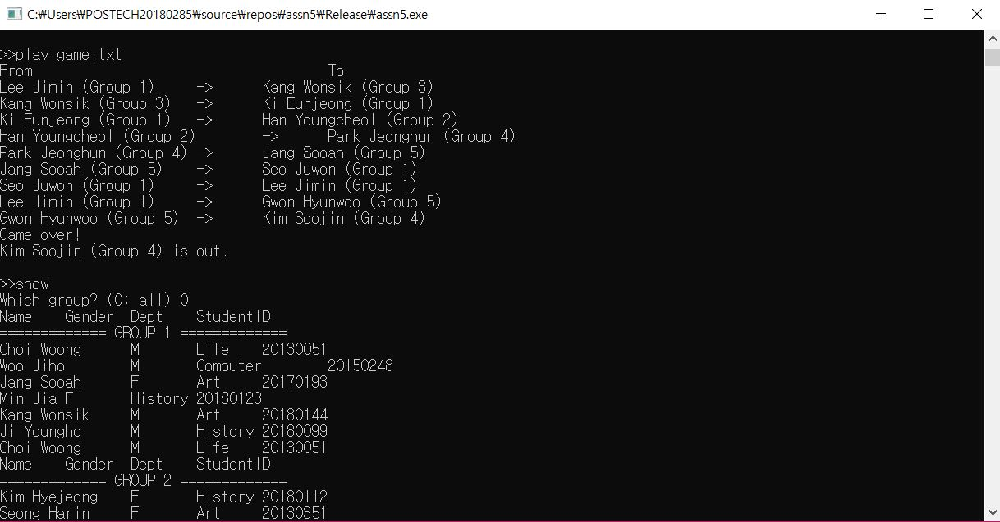 C:₩Users₩POSTECH20180285₩source₩repos₩assn5₩Release₩assn5.exe
>>play game.txt
From To
Lee Jimin (Group 1) -> Kang Wonsik (Group 3)
Kang Wonsik (Group 3) -> Ki Eunjeong (Group 1)
Ki Eunjeong (Group 1) -> Han Youngcheol (Group 2)
Han Youngcheol (Group 2) -> Park Jeonghun (Group 4)
Park Jeonghun (Group 4) -> Jang Sooah (Group 5)
Jang Sooah (Group 5) -> Seo Juwon (Group 1)
Seo Juwon (Group 1) -> Lee Jimin (Group 1)
Lee Jimin (Group 1) -> Gwon Hyunwoo (Group 5)
Gwon Hyunwoo (Group 5) -> Kim Soojin (Group 4)
Game over!
Kim Soojin (Group 4) is out.
>>show
Which group? (0: all) 0
Name Gender Dept StudentID
============= GROUP 1 =============
Choi Woong M Life 20130051
Woo Jiho M Computer 20150248
Jang Sooah F Art 20170193
Min Jia F History 20180123
Kang Wonsik M Art 20180144
Ji Youngho M History 20180099
Choi Woong M Life 20130051
Name Gender Dept StudentID
============= GROUP 2 =============
Kim Hyejeong F History 20180112
Seong Harin F Art 20130351